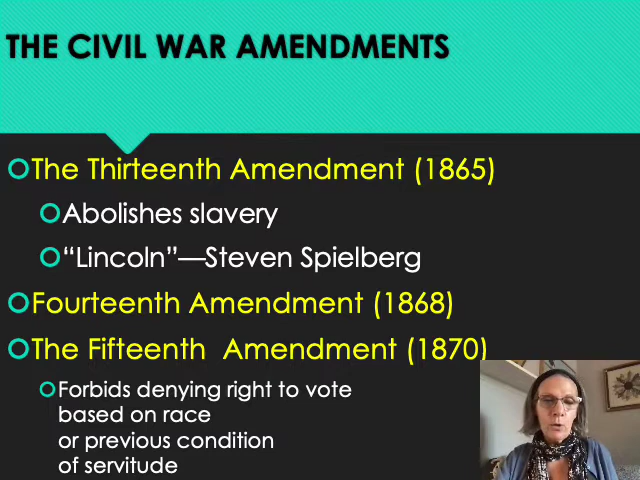 THE CIVIL WAR AMENDMENTS
The Thirteenth Amendment (1865)
Abolishes slavery
“Lincoln”—Steven Spielberg
Fourteenth Amendment (1868)
The Fifteenth Amendment (1870)
Forbids denying right to vote
based on race
or previous condition
of servitude